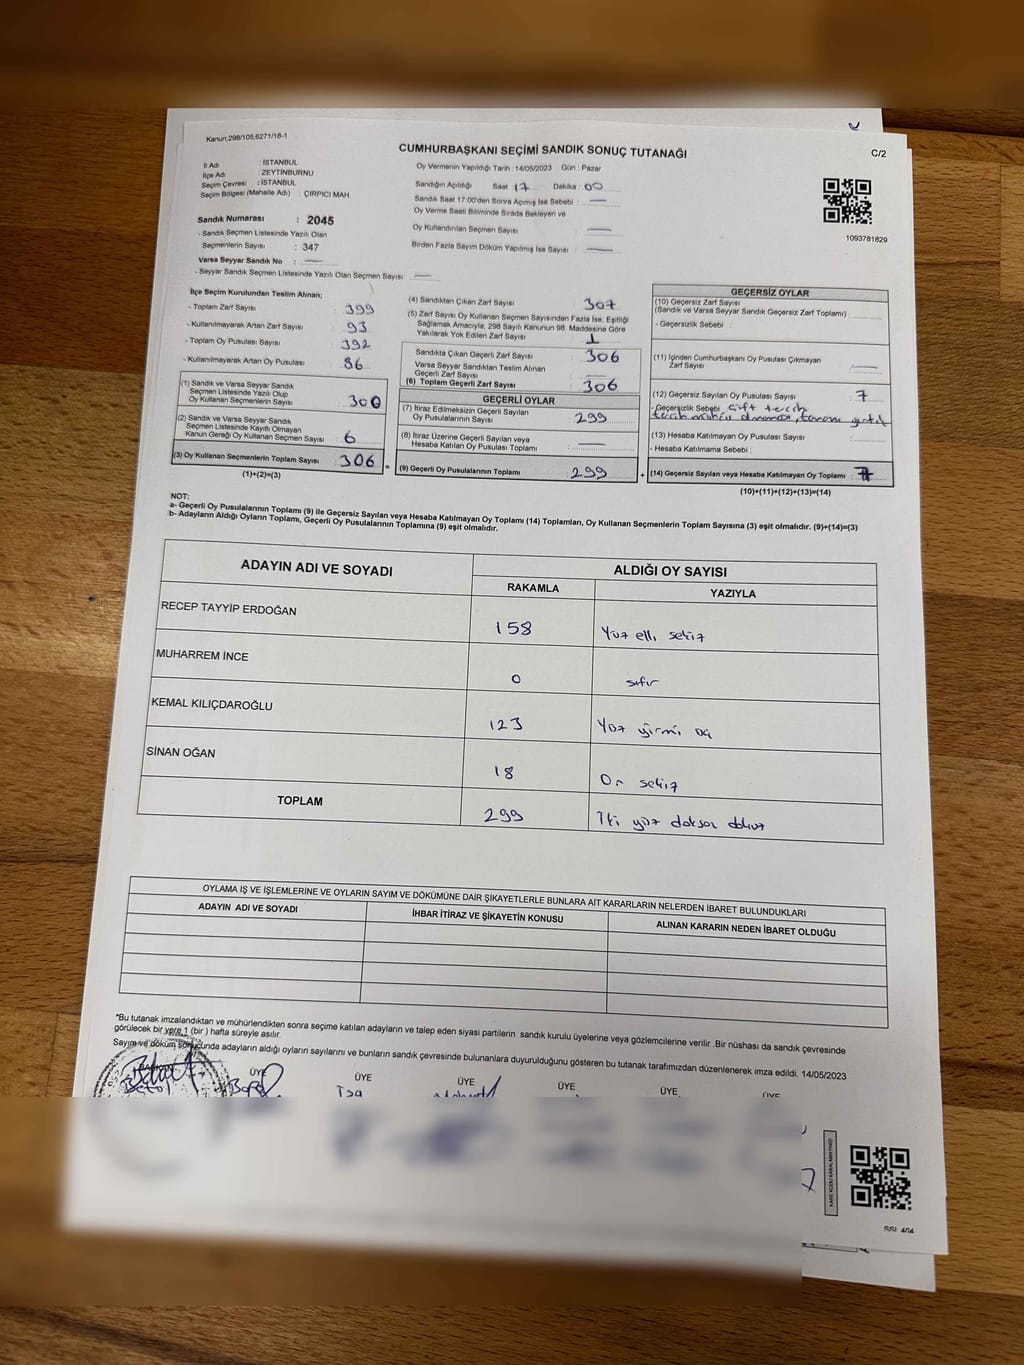 Kanun:298/105;6271/18-1
CUMHURBAŞKANI SEÇİMİ SANDIK SONUÇ TUTANAĞI
C/2
İl Adı : İSTANBUL
İlçe Adı : ZEYTİNBURNU
Seçim Çevresi : İSTANBUL
Seçim Bölgesi (Mahalle Adı) : ÇIRPICI MAH.
Sandık Numarası : 2045
- Sandık Seçmen Listesinde Yazılı Olan
Seçmenlerin Sayısı : 347
Varsa Seyyar Sandık No : —
- Seyyar Sandık Seçmen Listesinde Yazılı Olan Seçmen Sayısı : —
Oy Vermenin Yapıldığı Tarih : 14/05/2023 Gün : Pazar
Sandığın Açıldığı Saat 17 Dakika : 00
Sandık Saat 17:00'den Sonra Açımış İse Sebebi : —
Oy Verme Saati Bitiminde Sırada Bekleyen ve
Oy Kullandırılan Seçmen Sayısı : —
Birden Fazla Sayım Döküm Yapılmış İse Sayısı : —
1093781829
İlçe Seçim Kurulundan Teslim Alınan;
- Toplam Zarf Sayısı : 399
- Kullanılmayarak Artan Zarf Sayısı : 93
- Toplam Oy Pusulası Sayısı : 392
- Kullanılmayarak Artan Oy Pusulası : 86
(1) Sandık ve Varsa Seyyar Sandık
Seçmen Listesinde Yazılı Olup
Oy Kullanan Seçmenlerin Sayısı : 300
(2) Sandık ve Varsa Seyyar Sandık
Seçmen Listesinde Kayıtlı Olmayan
Kanun Gereği Oy Kullanan Seçmen Sayısı : 6
(3) Oy Kullanan Seçmenlerin Toplam Sayısı : 306
(1)+(2)=(3)
(4) Sandıktan Çıkan Zarf Sayısı : 307
(5) Zarf Sayısı Oy Kullanan Seçmen Sayısından Fazla İse, Eşitliği
Sağlamak Amacıyla, 298 Sayılı Kanunun 98. Maddesine Göre
Yakılarak Yok Edilen Zarf Sayısı : 1
Sandıkta Çıkan Geçerli Zarf Sayısı : 306
Varsa Seyyar Sandıktan Teslim Alınan
Geçerli Zarf Sayısı :
(6) Toplam Geçerli Zarf Sayısı : 306
GEÇERLİ OYLAR
(7) İtiraz Edilmeksizin Geçerli Sayılan
Oy Pusulalarının Sayısı : 299
(8) İtiraz Üzerine Geçerli Sayılan veya
Hesaba Katılan Oy Pusulası Toplamı : —
(9) Geçerli Oy Pusulalarının Toplamı : 299
GEÇERSİZ OYLAR
(10) Geçersiz Zarf Sayısı
(Sandık ve Varsa Seyyar Sandık Geçersiz Zarf Toplamı) :
- Geçersizlik Sebebi :
(11) İçinden Cumhurbaşkanı Oy Pusulası Çıkmayan
Zarf Sayısı : —
(12) Geçersiz Sayılan Oy Pusulası Sayısı : 7
- Geçersizlik Sebebi : çift tercih
tercih mührü
(13) Hesaba Katılmayan Oy Pusulası Sayısı :
- Hesaba Katılmama Sebebi :
(14) Geçersiz Sayılan veya Hesaba Katılmayan Oy Toplamı : 7
(10)+(11)+(12)+(13)=(14)
NOT:
a- Geçerli Oy Pusulalarının Toplamı (9) ile Geçersiz Sayılan veya Hesaba Katılmayan Oy Toplamı (14) Toplamları, Oy Kullanan Seçmenlerin Toplam Sayısına (3) eşit olmalıdır. (9)+(14)=(3)
b- Adayların Aldığı Oyların Toplamı, Geçerli Oy Pusulalarının Toplamına (9) eşit olmalıdır.
ADAYIN ADI VE SOYADI ALDIĞI OY SAYISI
RAKAMLA YAZIYLA
RECEP TAYYİP ERDOĞAN 158 Yüz elli sekiz
MUHARREM İNCE 0 sıfır
KEMAL KILIÇDAROĞLU 123 Yüz yirmi üç
SİNAN OĞAN 18 On sekiz
TOPLAM 299 İki yüz doksan dokuz
OYLAMA İŞ VE İŞLEMLERİNE VE OYLARIN SAYIM VE DÖKÜMÜNE DAİR ŞİKAYETLERLE BUNLARA AİT KARARLARIN NELERDEN İBARET BULUNDUKLARI
ADAYIN ADI VE SOYADI İHBAR İTİRAZ VE ŞİKAYETİN KONUSU ALINAN KARARIN NEDEN İBARET OLDUĞU
*Bu tutanak imzalandıktan ve mühürlendikten sonra seçime katılan adayların ve talep eden siyasi partilerin sandık kurulu üyelerine veya gözlemcilerine verilir .Bir nüshası da sandık çevresinde
görülecek bir yere 1 (bir ) hafta süreyle asılır.
Sayım ve döküm sonucunda adayların aldığı oyların sayılarını ve bunların sandık çevresinde bulunanlara duyurulduğunu gösteren bu tutanak tarafımızdan düzenlenerek imza edildi. 14/05/2023
ÜYE ÜYE ÜYE ÜYE ÜYE ÜYE
İsa